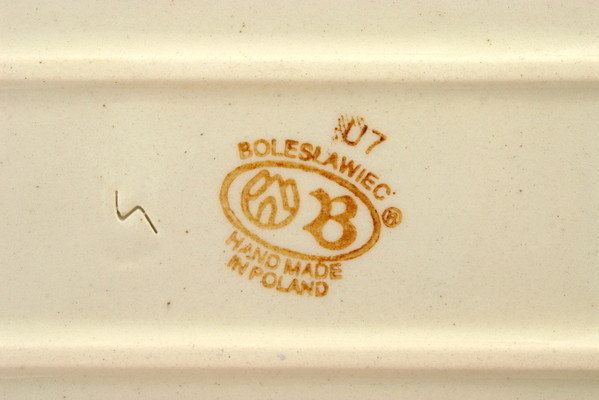 U7
BOLESŁAWIEC ®
B
HAND MADE
IN POLAND